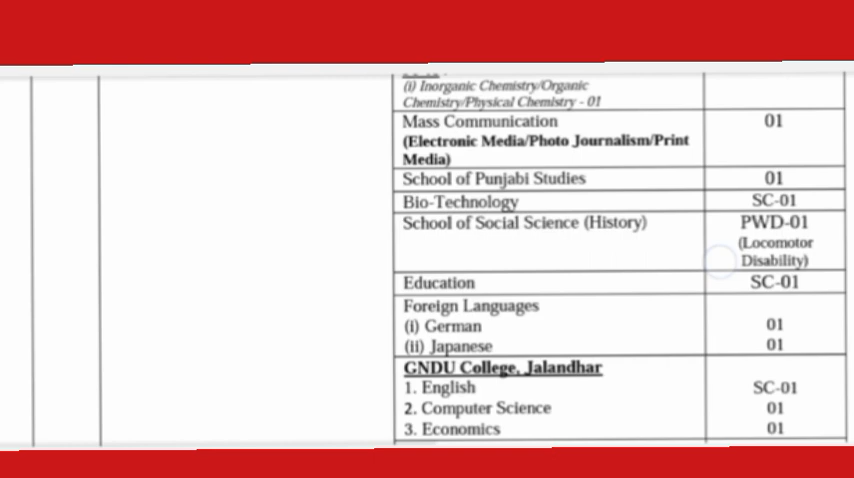 (i) Inorganic Chemistry/Organic
Chemistry/Physical Chemistry - 01
Mass Communication 01
(Electronic Media/Photo Journalism/Print
Media)
School of Punjabi Studies 01
Bio-Technology SC-01
School of Social Science (History) PWD-01
(Locomotor
Disability)
Education SC-01
Foreign Languages
(i) German 01
(ii) Japanese 01
GNDU College, Jalandhar
1. English SC-01
2. Computer Science 01
3. Economics 01